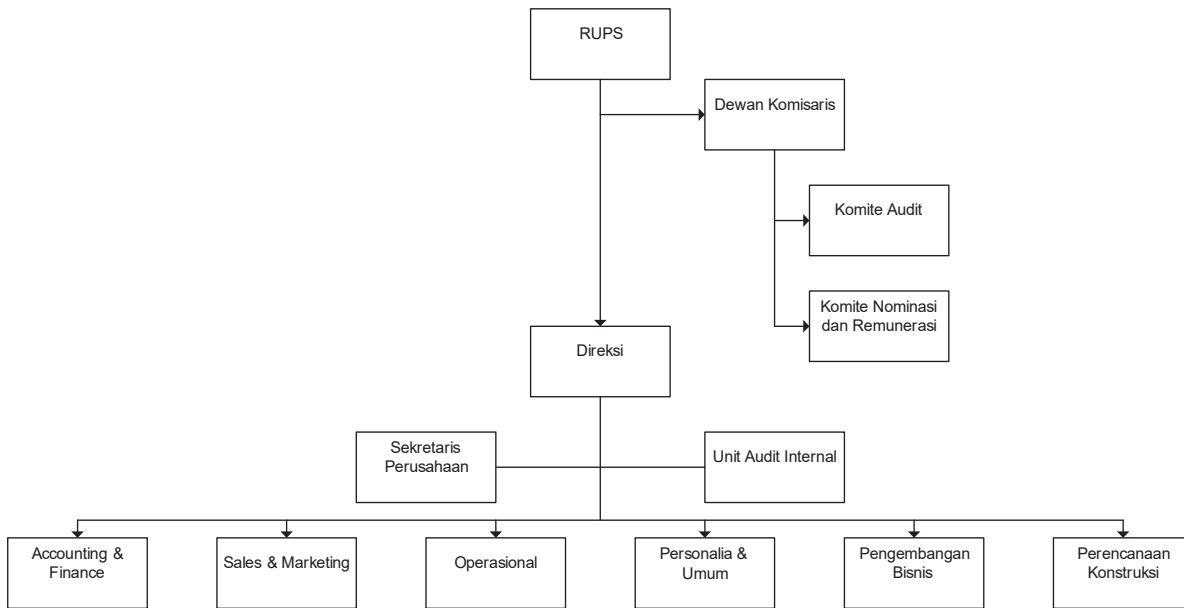 RUPS
Dewan Komisaris
Komite Audit
Komite Nominasi
dan Remunerasi
Direksi
Sekretaris
Perusahaan
Unit Audit Internal
Accounting &
Finance
Sales & Marketing
Operasional
Personalia &
Umum
Pengembangan
Bisnis
Perencanaan
Konstruksi